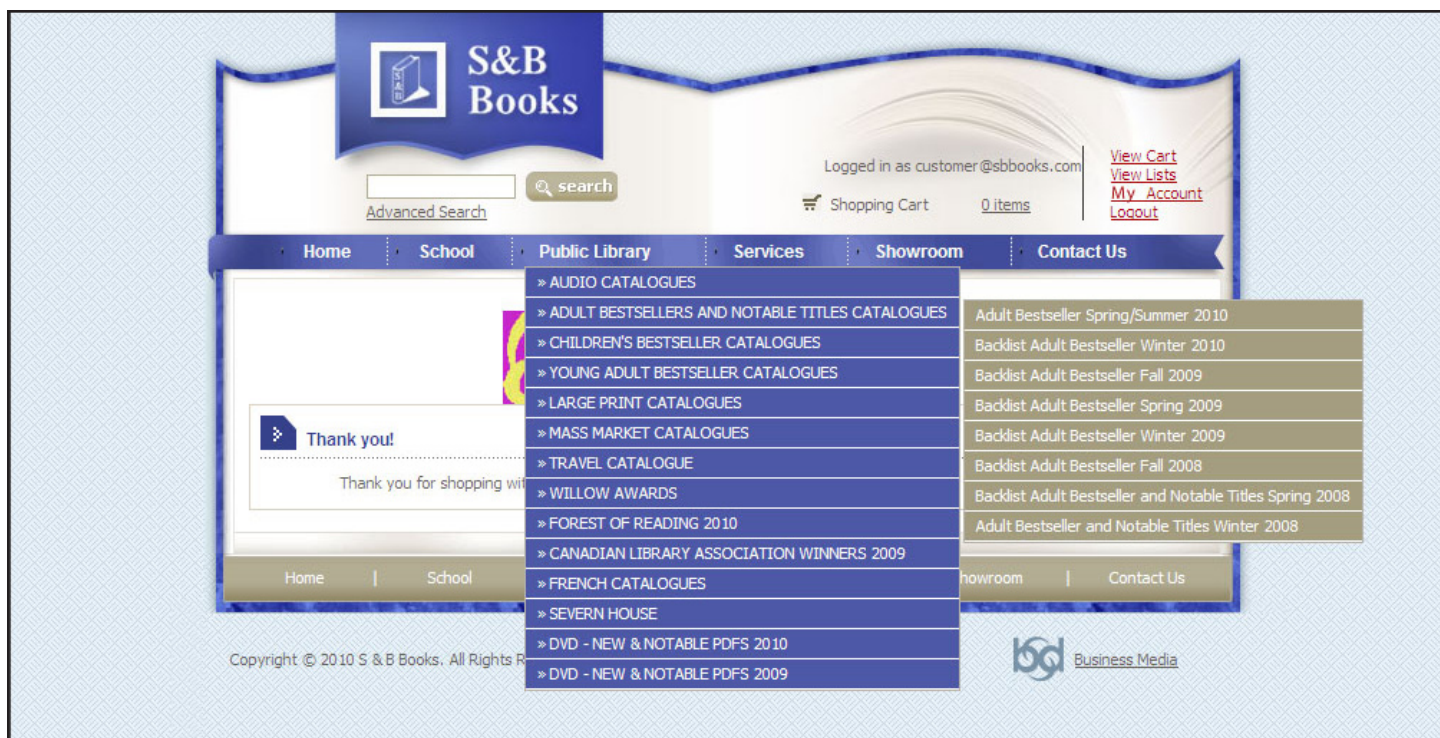 S&B
Books
Logged in as customer@sbbooks.com
View Cart
View Lists
My Account
Logout
search
Advanced Search
Shopping Cart 0 items
Home School Public Library Services Showroom Contact Us
» AUDIO CATALOGUES
» ADULT BESTSELLERS AND NOTABLE TITLES CATALOGUES
» CHILDREN'S BESTSELLER CATALOGUES
» YOUNG ADULT BESTSELLER CATALOGUES
» LARGE PRINT CATALOGUES
» MASS MARKET CATALOGUES
» TRAVEL CATALOGUE
» WILLOW AWARDS
» FOREST OF READING 2010
» CANADIAN LIBRARY ASSOCIATION WINNERS 2009
» FRENCH CATALOGUES
» SEVERN HOUSE
» DVD - NEW & NOTABLE PDFS 2010
» DVD - NEW & NOTABLE PDFS 2009
Adult Bestseller Spring/Summer 2010
Backlist Adult Bestseller Winter 2010
Backlist Adult Bestseller Fall 2009
Backlist Adult Bestseller Spring 2009
Backlist Adult Bestseller Winter 2009
Backlist Adult Bestseller Fall 2008
Backlist Adult Bestseller and Notable Titles Spring 2008
Adult Bestseller and Notable Titles Winter 2008
Thank you!
Thank you for shopping wit
Home | School howroom | Contact Us
Copyright © 2010 S & B Books. All Rights R
bsd Business Media